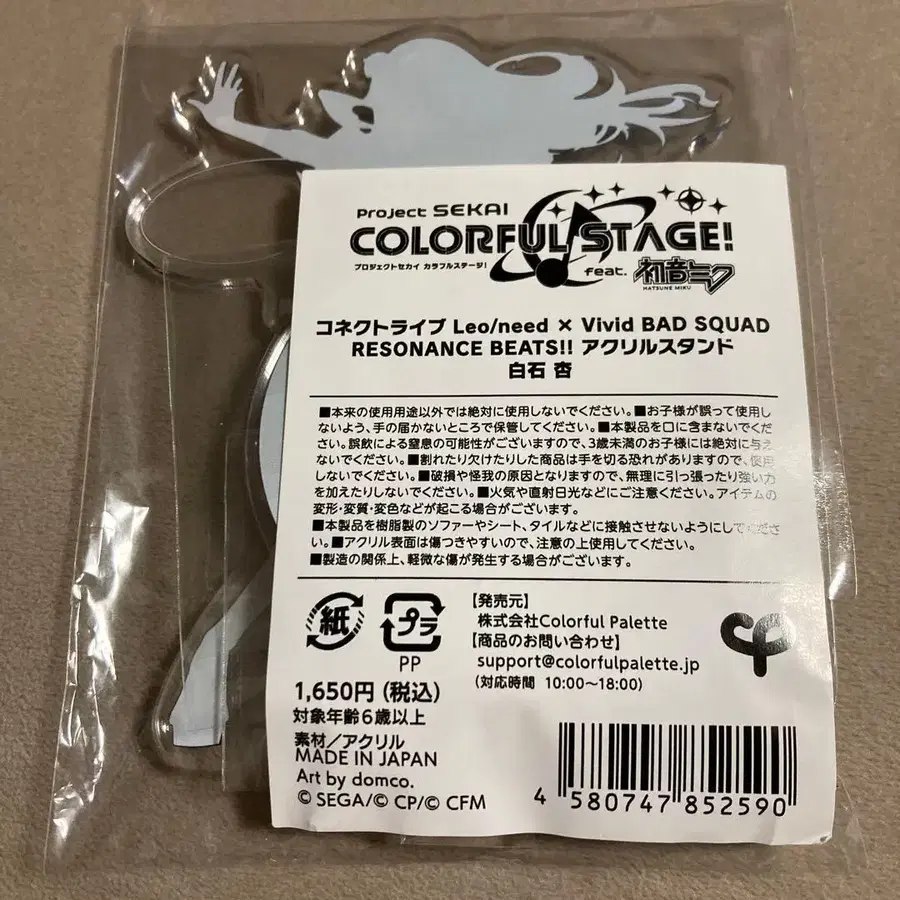 Project SEKAI
COLORFUL STAGE!
プロジェクトセカイ カラフルステージ!
feat. 初音ミク
HATSUNE MIKU
コネクトライブ Leo/need × Vivid BAD SQUAD
RESONANCE BEATS!! アクリルスタンド
白石 杏
■本来の使用用途以外では絶対に使用しないでください。■お子様が誤って使用し
ないよう、手の届かないところで保管してください。■本製品を口に含まないでくだ
さい。誤飲による窒息の可能性がございますので、3歳未満のお子様には絶対に与え
ないでください。■割れたり欠けたりした商品は手を切る恐れがありますので、使用
しないでください。■破損や怪我の原因となりますので、無理に引っ張ったり強い力
を加えたりしないでください。■火気や直射日光などにご注意ください。アイテムの
変形・変質・変色などが起こる場合がございます。
■本製品を樹脂製のソファーやシート、タイルなどに接触させないようにしてくださ
い。■アクリル表面は傷つきやすいので、注意の上使用してください。
■製造の関係上、軽微な傷が発生する場合がございます。
紙
プラ
PP
【発売元】
株式会社Colorful Palette
【商品のお問い合わせ】
support@colorfulpalette.jp
(対応時間 10:00~18:00)
1,650円(税込)
対象年齢6歳以上
素材/アクリル
MADE IN JAPAN
Art by domco.
© SEGA/© CP/© CFM
4 580747 852590